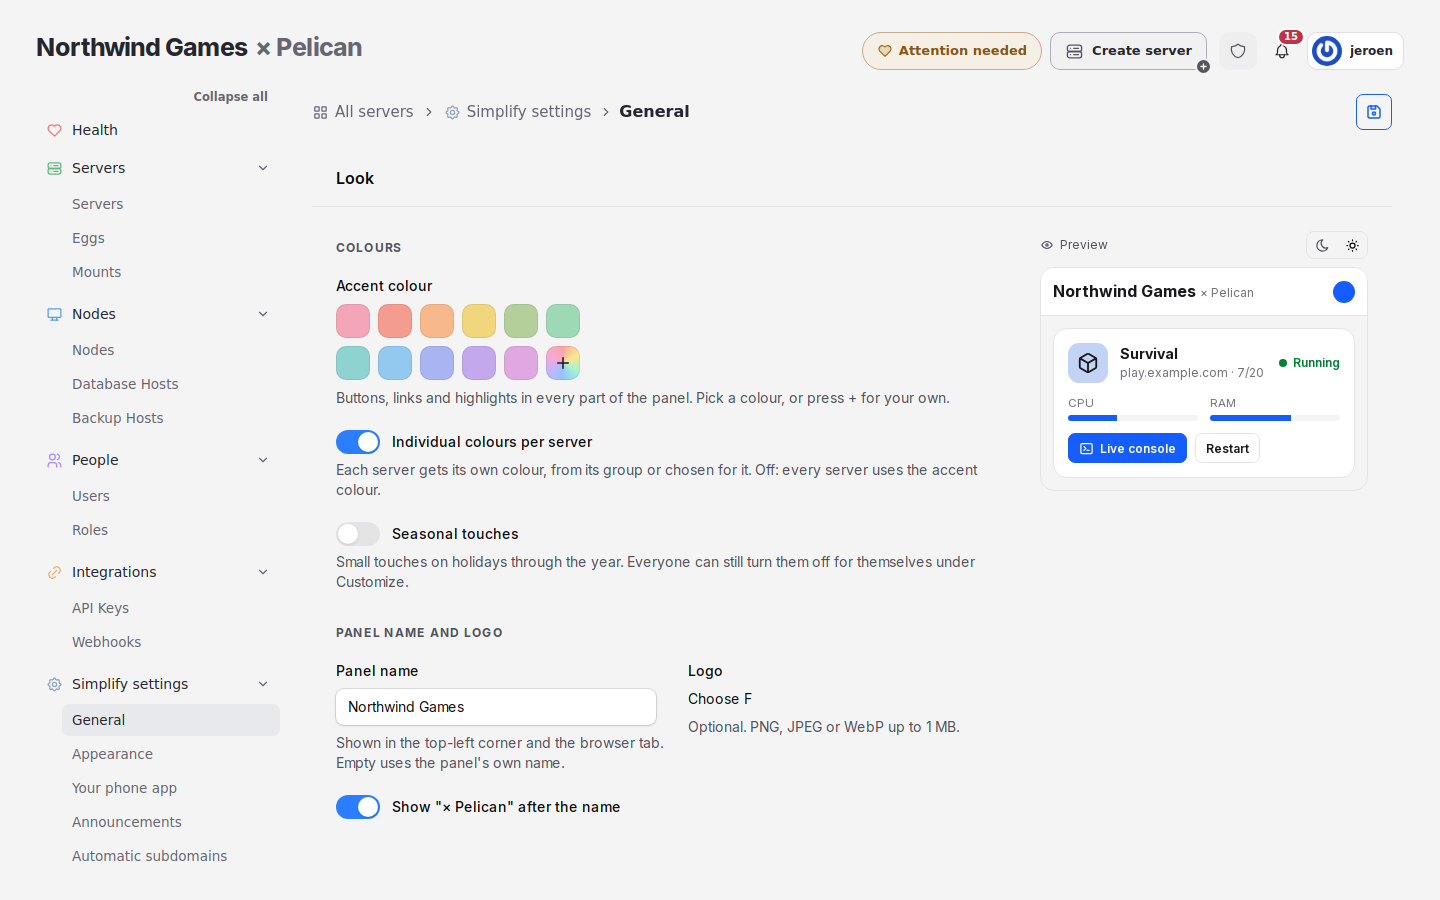 Northwind Games × Pelican
Attention needed
Create server
15
jeroen
Collapse all
Health
Servers
Servers
Eggs
Mounts
Nodes
Nodes
Database Hosts
Backup Hosts
People
Users
Roles
Integrations
API Keys
Webhooks
Simplify settings
General
Appearance
Your phone app
Announcements
Automatic subdomains
All servers > Simplify settings > General
Look
COLOURS
Accent colour
Buttons, links and highlights in every part of the panel. Pick a colour, or press + for your own.
Individual colours per server
Each server gets its own colour, from its group or chosen for it. Off: every server uses the accent
colour.
Seasonal touches
Small touches on holidays through the year. Everyone can still turn them off for themselves under
Customize.
PANEL NAME AND LOGO
Panel name
Northwind Games
Shown in the top-left corner and the browser tab.
Empty uses the panel's own name.
Logo
Choose F
Optional. PNG, JPEG or WebP up to 1 MB.
Show "× Pelican" after the name
Preview
Northwind Games × Pelican
Survival
play.example.com · 7/20
Running
CPU
RAM
Live console
Restart